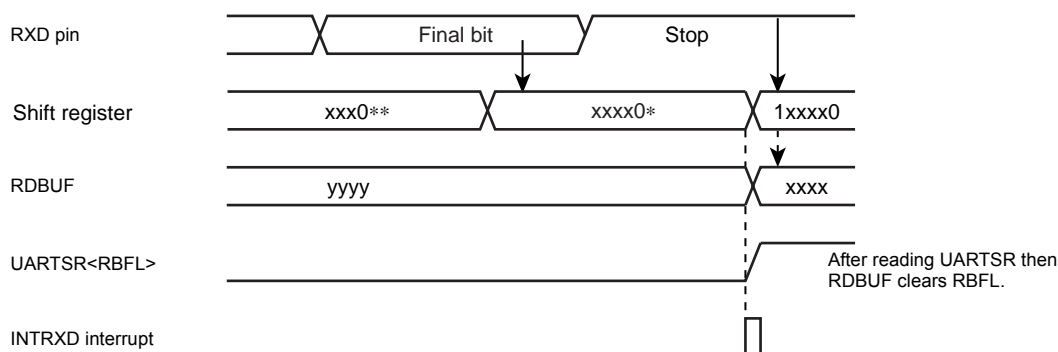 RXD pin
Final bit
Stop
Shift register
xxx0**
xxxx0*
1xxxx0
RDBUF
yyyy
xxxx
UARTSR<RBFL>
After reading UARTSR then
RDBUF clears RBFL.
INTRXD interrupt